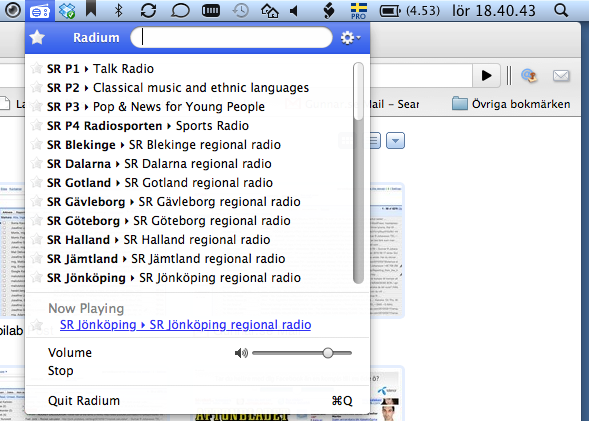 PRO (4.53) lör 18.40.43
Radium
SR P1 ▸ Talk Radio
SR P2 ▸ Classical music and ethnic languages
SR P3 ▸ Pop & News for Young People
SR P4 Radiosporten ▸ Sports Radio
SR Blekinge ▸ SR Blekinge regional radio
SR Dalarna ▸ SR Dalarna regional radio
SR Gotland ▸ SR Gotland regional radio
SR Gävleborg ▸ SR Gävleborg regional radio
SR Göteborg ▸ SR Göteborg regional radio
SR Halland ▸ SR Halland regional radio
SR Jämtland ▸ SR Jämtland regional radio
SR Jönköping ▸ SR Jönköping regional radio
Now Playing
SR Jönköping ▸ SR Jönköping regional radio
Volume
Stop
Quit Radium ⌘Q
La
ail - Sear
Övriga bokmärken
pilab
AFTONBLADET